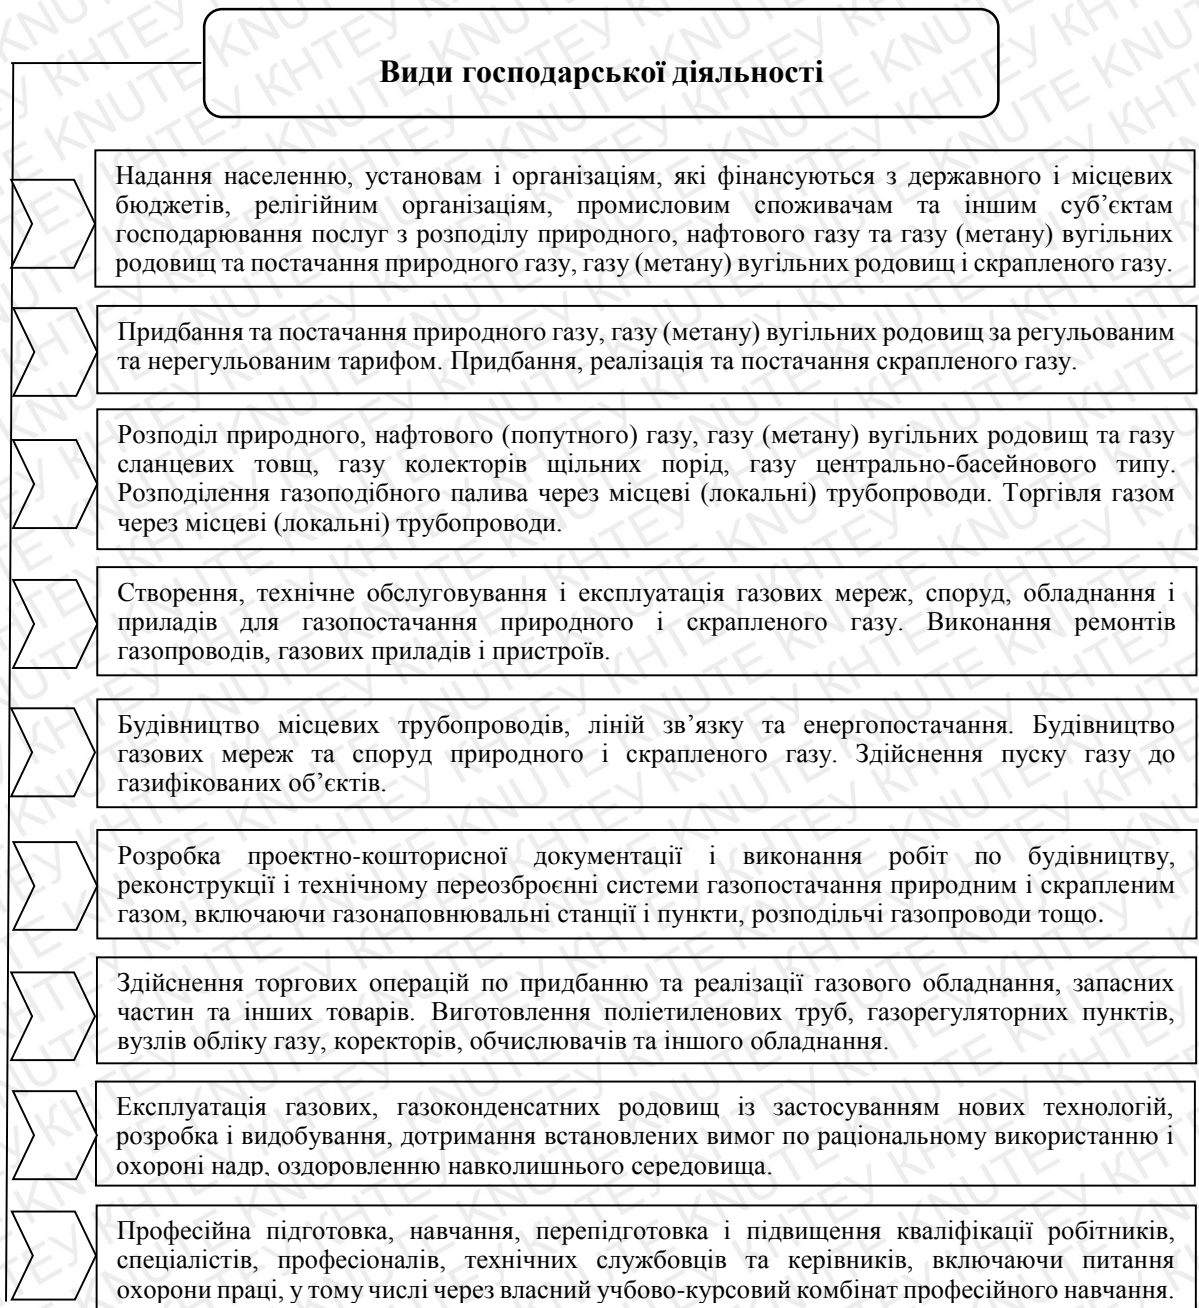 Види господарської діяльності
Надання населенню, установам і організаціям, які фінансуються з державного і місцевих
бюджетів, релігійним організаціям, промисловим споживачам та іншим суб’єктам
господарювання послуг з розподілу природного, нафтового газу та газу (метану) вугільних
родовищ та постачання природного газу, газу (метану) вугільних родовищ і скрапленого газу.
Придбання та постачання природного газу, газу (метану) вугільних родовищ за регульованим
та нерегульованим тарифом. Придбання, реалізація та постачання скрапленого газу.
Розподіл природного, нафтового (попутного) газу, газу (метану) вугільних родовищ та газу
сланцевих товщ, газу колекторів щільних порід, газу центрально-басейнового типу.
Розподілення газоподібного палива через місцеві (локальні) трубопроводи. Торгівля газом
через місцеві (локальні) трубопроводи.
Створення, технічне обслуговування і експлуатація газових мереж, споруд, обладнання і
приладів для газопостачання природного і скрапленого газу. Виконання ремонтів
газопроводів, газових приладів і пристроїв.
Будівництво місцевих трубопроводів, ліній зв’язку та енергопостачання. Будівництво
газових мереж та споруд природного і скрапленого газу. Здійснення пуску газу до
газифікованих об’єктів.
Розробка проектно-кошторисної документації і виконання робіт по будівництву,
реконструкції і технічному переозброєнні системи газопостачання природним і скрапленим
газом, включаючи газонаповнювальні станції і пункти, розподільчі газопроводи тощо.
Здійснення торгових операцій по придбанню та реалізації газового обладнання, запасних
частин та інших товарів. Виготовлення поліетиленових труб, газорегуляторних пунктів,
вузлів обліку газу, коректорів, обчислювачів та іншого обладнання.
Експлуатація газових, газоконденсатних родовищ із застосуванням нових технологій,
розробка і видобування, дотримання встановлених вимог по раціональному використанню і
охороні надр, оздоровленню навколишнього середовища.
Професійна підготовка, навчання, перепідготовка і підвищення кваліфікації робітників,
спеціалістів, професіоналів, технічних службовців та керівників, включаючи питання
охорони праці, у тому числі через власний учбово-курсовий комбінат професійного навчання.